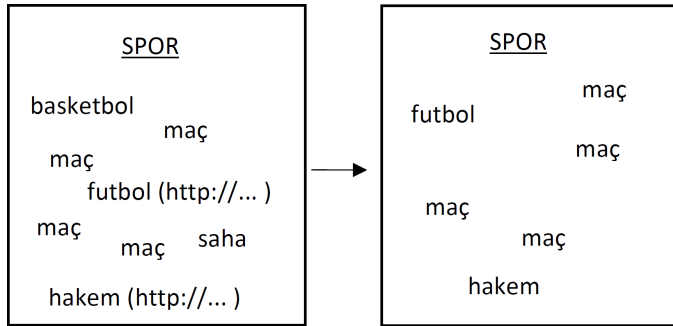 SPOR
basketbol
maç
maç
futbol (http://... )
maç
maç
saha
hakem (http://... )
SPOR
maç
futbol
maç
maç
maç
hakem